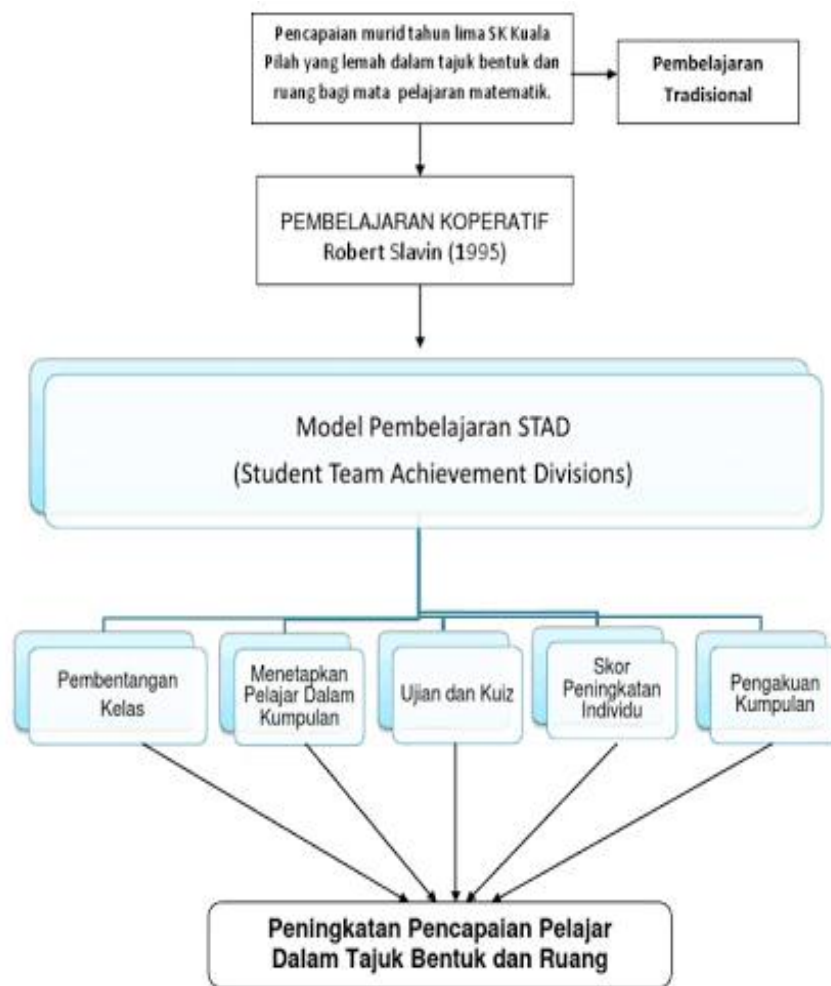 Pencapaian murid tahun lima SK Kuala
Pilah yang lemah dalam tajuk bentuk dan
ruang bagi mata pelajaran matematik.
Pembelajaran
Tradisional
PEMBELAJARAN KOPERATIF
Robert Slavin (1995)
Model Pembelajaran STAD
(Student Team Achievement Divisions)
Pembentangan
Kelas
Menetapkan
Pelajar Dalam
Kumpulan
Ujian dan Kuiz
Skor
Peningkatan
Individu
Pengakuan
Kumpulan
Peningkatan Pencapaian Pelajar
Dalam Tajuk Bentuk dan Ruang